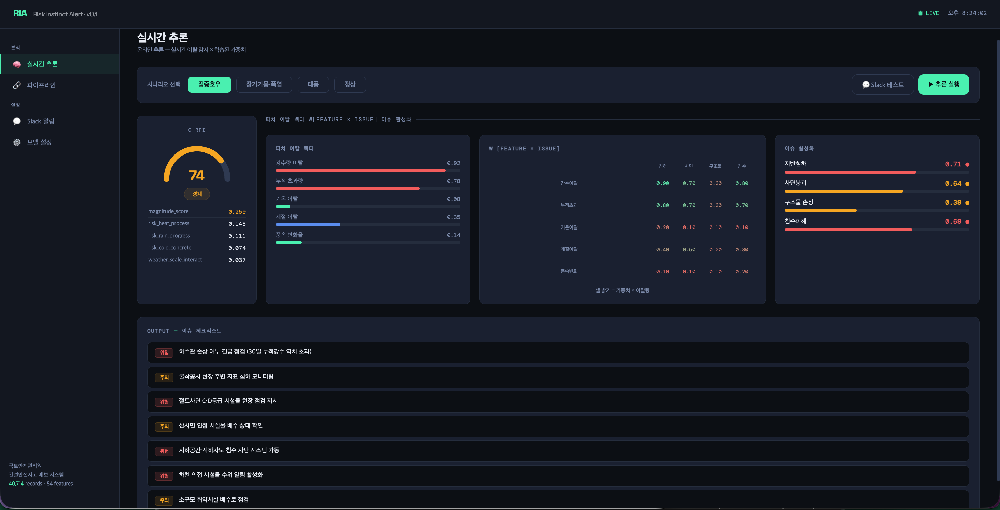 RIA Risk Instinct Alert · v0.1
LIVE 오후 8:24:02
분석
실시간 추론
파이프라인
설정
Slack 알림
모델 설정
국토안전관리원
건설안전사고 예보 시스템
40,714 records · 54 features
실시간 추론
온라인 추론 — 실시간 이탈 감지 × 학습된 가중치
시나리오 선택 집중호우 장기가뭄·폭염 태풍 정상 Slack 테스트 ▶ 추론 실행
C-RPI
74
경계
magnitude_score 0.259
risk_heat_process 0.148
risk_rain_progress 0.111
risk_cold_concrete 0.074
weather_scale_interact 0.037
피처 이탈 벡터 W[FEATURE × ISSUE] 이슈 활성화
피처 이탈 벡터
강수량 이탈 0.92
누적 초과량 0.78
기온 이탈 0.08
계절 이탈 0.35
풍속 변화율 0.14
W [FEATURE × ISSUE]
침하 사면 구조물 침수
강수이탈 0.90 0.70 0.30 0.80
누적초과 0.80 0.70 0.30 0.70
기온이탈 0.20 0.10 0.10 0.10
계절이탈 0.40 0.50 0.20 0.30
풍속변화 0.10 0.10 0.10 0.20
셀 밝기 = 가중치 × 이탈량
이슈 활성화
지반침하 0.71
사면붕괴 0.64
구조물 손상 0.39
침수피해 0.69
OUTPUT — 이슈 체크리스트
위험 하수관 손상 여부 긴급 점검 (30일 누적강수 역치 초과)
주의 굴착공사 현장 주변 지표 침하 모니터링
위험 절토사면 C·D등급 시설물 현장 점검 지시
주의 산사면 인접 시설물 배수 상태 확인
위험 지하공간·지하차도 침수 차단 시스템 가동
위험 하천 인접 시설물 수위 알림 활성화
주의 소규모 취약시설 배수로 점검